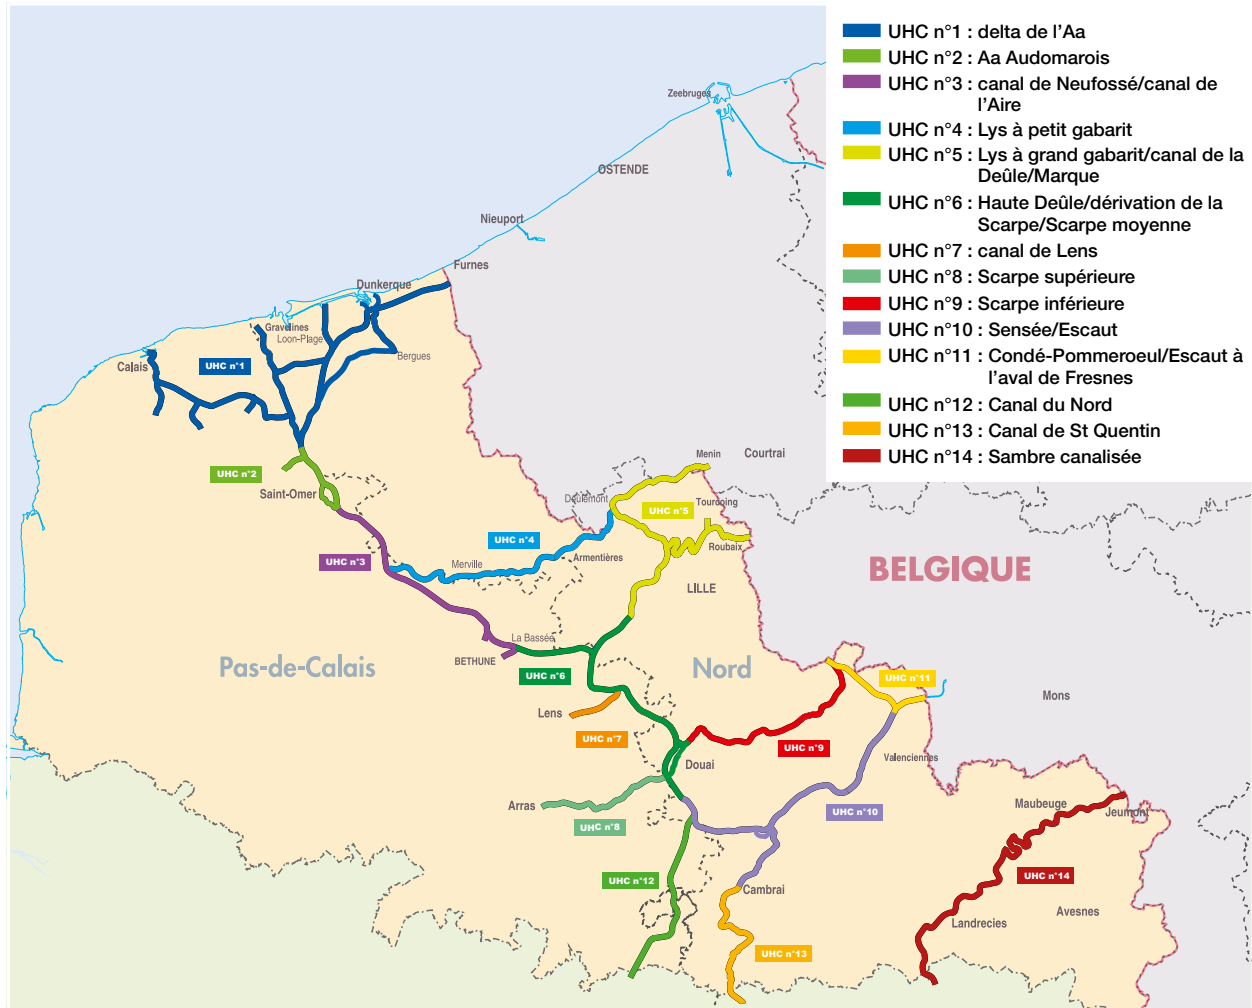 UHC n°1 : delta de l'Aa
UHC n°2 : Aa Audomarois
UHC n°3 : canal de Neufossé/canal de
l'Aire
UHC n°4 : Lys à petit gabarit
UHC n°5 : Lys à grand gabarit/canal de la
Deûle/Marque
UHC n°6 : Haute Deûle/dérivation de la
Scarpe/Scarpe moyenne
UHC n°7 : canal de Lens
UHC n°8 : Scarpe supérieure
UHC n°9 : Scarpe inférieure
UHC n°10 : Sensée/Escaut
UHC n°11 : Condé-Pommeroeul/Escaut à
l'aval de Fresnes
UHC n°12 : Canal du Nord
UHC n°13 : Canal de St Quentin
UHC n°14 : Sambre canalisée
Zeebruges
OSTENDE
Nieuport
Furnes
Dunkerque
Gravelines
Loon-Plage
Bergues
Calais
UHC n°1
Menin
Courtrai
UHC n°2
Saint-Omer
Deûlemont
Tourcoing
UHC n°5
UHC n°4
Roubaix
Armentières
UHC n°3
Merville
BELGIQUE
LILLE
La Bassée
BETHUNE
Pas-de-Calais
UHC n°6
Nord
UHC n°11
Mons
Lens
UHC n°7
UHC n°9
Valenciennes
Douai
Arras
UHC n°8
UHC n°10
Maubeuge
Jeumont
UHC n°12
UHC n°14
Cambrai
Avesnes
Landrecies
UHC n°13